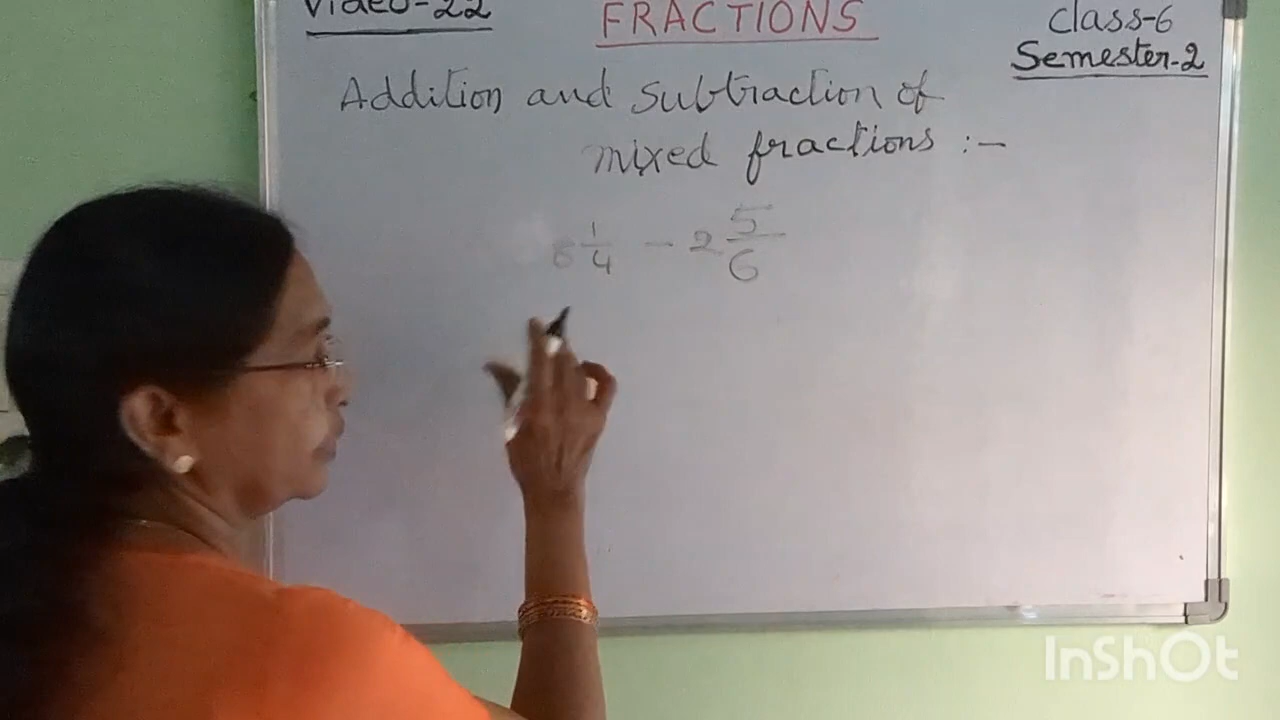 Video-22
FRACTIONS
Class-6
Semester-2
Addition and subtraction of
mixed fractions :-
8 1/4 - 2 5/6
InShOt